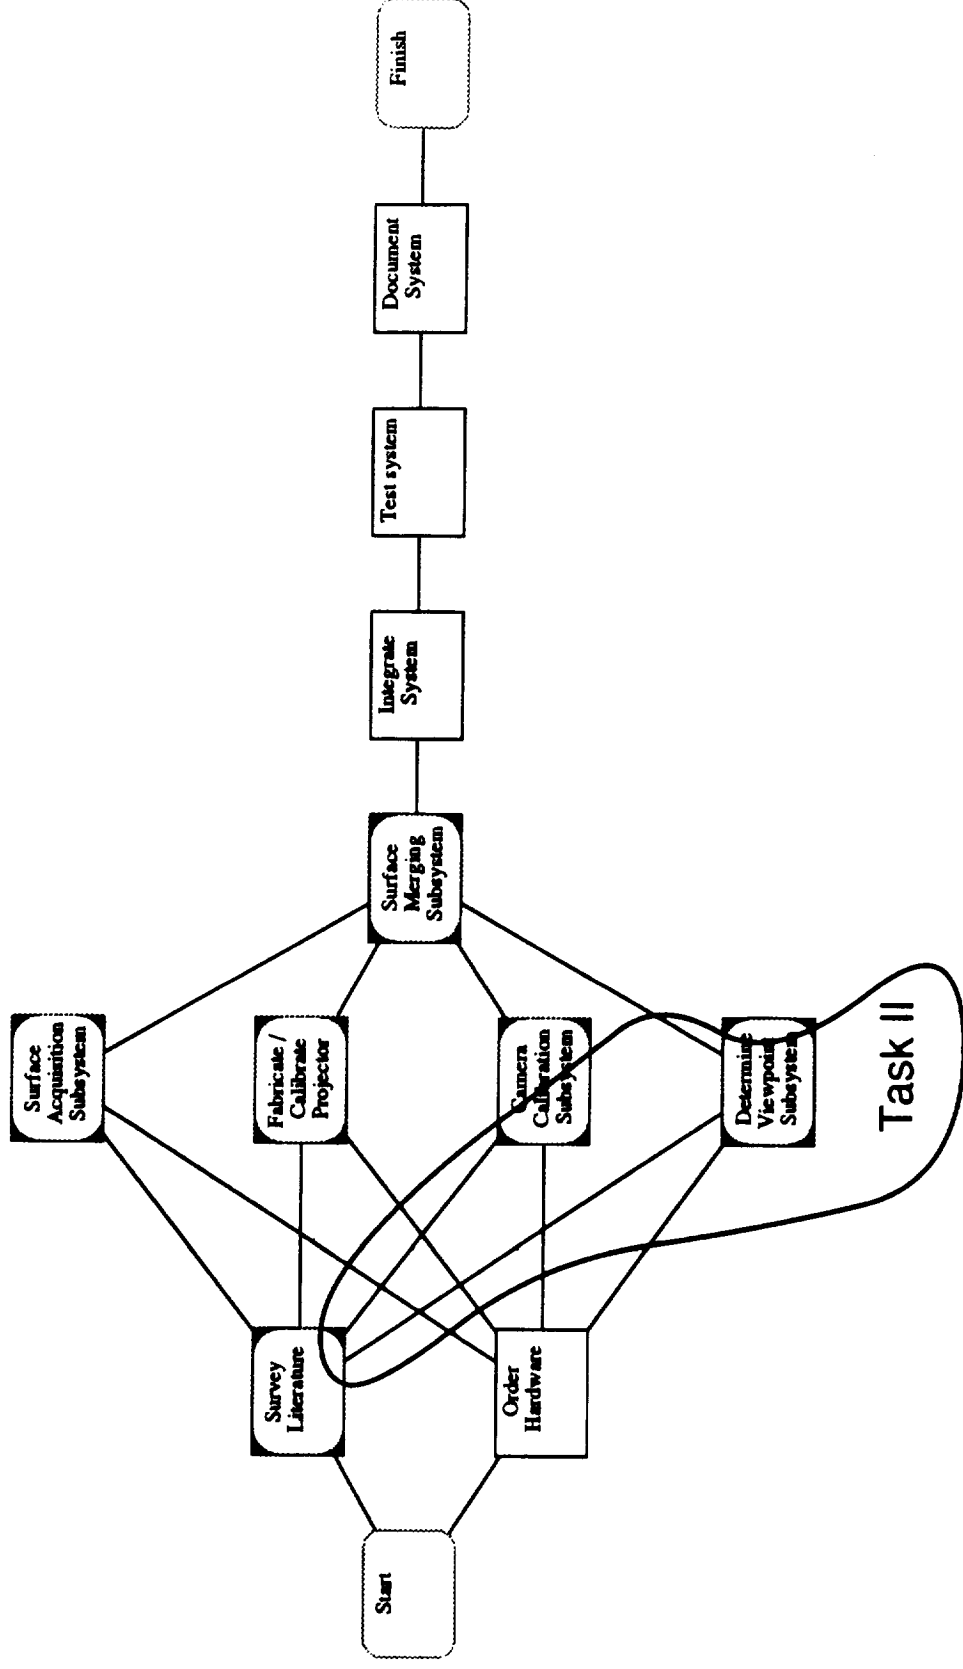 Start
Survey
Literature
Order
Hardware
Surface
Acquisition
Subsystem
Fabricate /
Calibrate
Projector
Camera
Calibration
Subsystem
Determine
Viewpoint
Subsystem
Task II
Surface
Merging
Subsystem
Integrate
System
Test system
Document
System
Finish